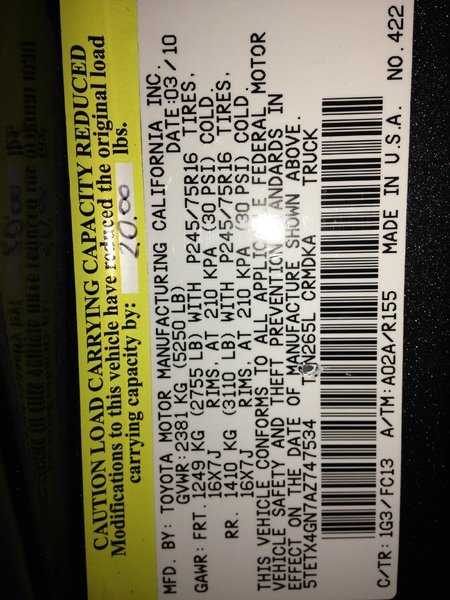 CAUTION LOAD CARRYING CAPACITY REDUCED
Modifications to this vehicle have reduced the original load
carrying capacity by: 20.00 lbs.
MFD. BY: TOYOTA MOTOR MANUFACTURING CALIFORNIA INC.
GVWR: 2381 KG (5250 LB) DATE: 03/10
GAWR: FRT. 1249 KG (2755 LB) WITH P245/75R16 TIRES,
16X7J RIMS, AT 210 KPA (30 PSI) COLD
RR. 1410 KG (3110 LB) WITH P245/75R16 TIRES,
16X7J RIMS, AT 210 KPA (30 PSI) COLD.
THIS VEHICLE CONFORMS TO ALL APPLICABLE FEDERAL MOTOR
VEHICLE SAFETY AND THEFT PREVENTION STANDARDS IN
EFFECT ON THE DATE OF MANUFACTURE SHOWN ABOVE.
5TETX4GN7AZ747534 CRMDKA TRUCK
C/TR: 1G3/FC13 A/TM: A02A/R155 MADE IN U.S.A. NO. 422